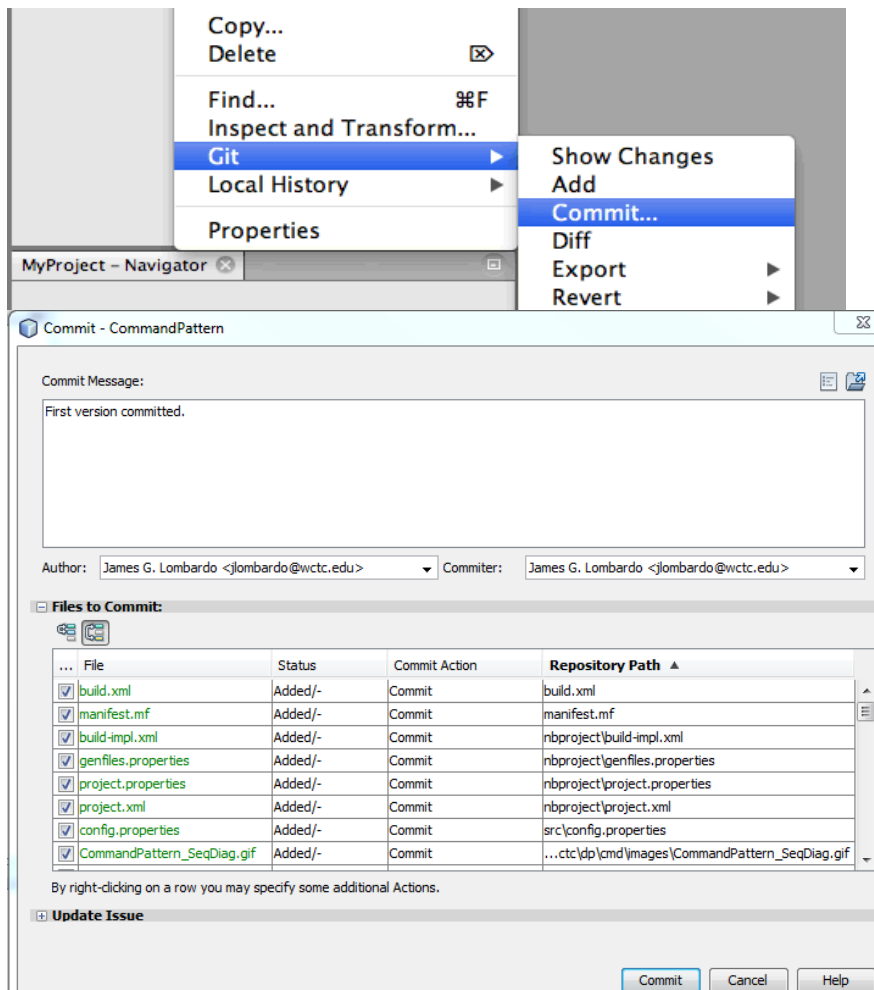 Copy...
Delete ⌦
Find... ⌘F
Inspect and Transform...
Git ▶
Local History ▶
Properties
Show Changes
Add
Commit...
Diff
Export ▶
Revert ▶
MyProject – Navigator
Commit - CommandPattern
Commit Message:
First version committed.
Author: James G. Lombardo <jlombardo@wctc.edu> Commiter: James G. Lombardo <jlombardo@wctc.edu>
Files to Commit:
... File Status Commit Action Repository Path ▲
build.xml Added/- Commit build.xml
manifest.mf Added/- Commit manifest.mf
build-impl.xml Added/- Commit nbproject\build-impl.xml
genfiles.properties Added/- Commit nbproject\genfiles.properties
project.properties Added/- Commit nbproject\project.properties
project.xml Added/- Commit nbproject\project.xml
config.properties Added/- Commit src\config.properties
CommandPattern_SeqDiag.gif Added/- Commit ...ctc\dp\cmd\images\CommandPattern_SeqDiag.gif
By right-clicking on a row you may specify some additional Actions.
Update Issue
Commit Cancel Help